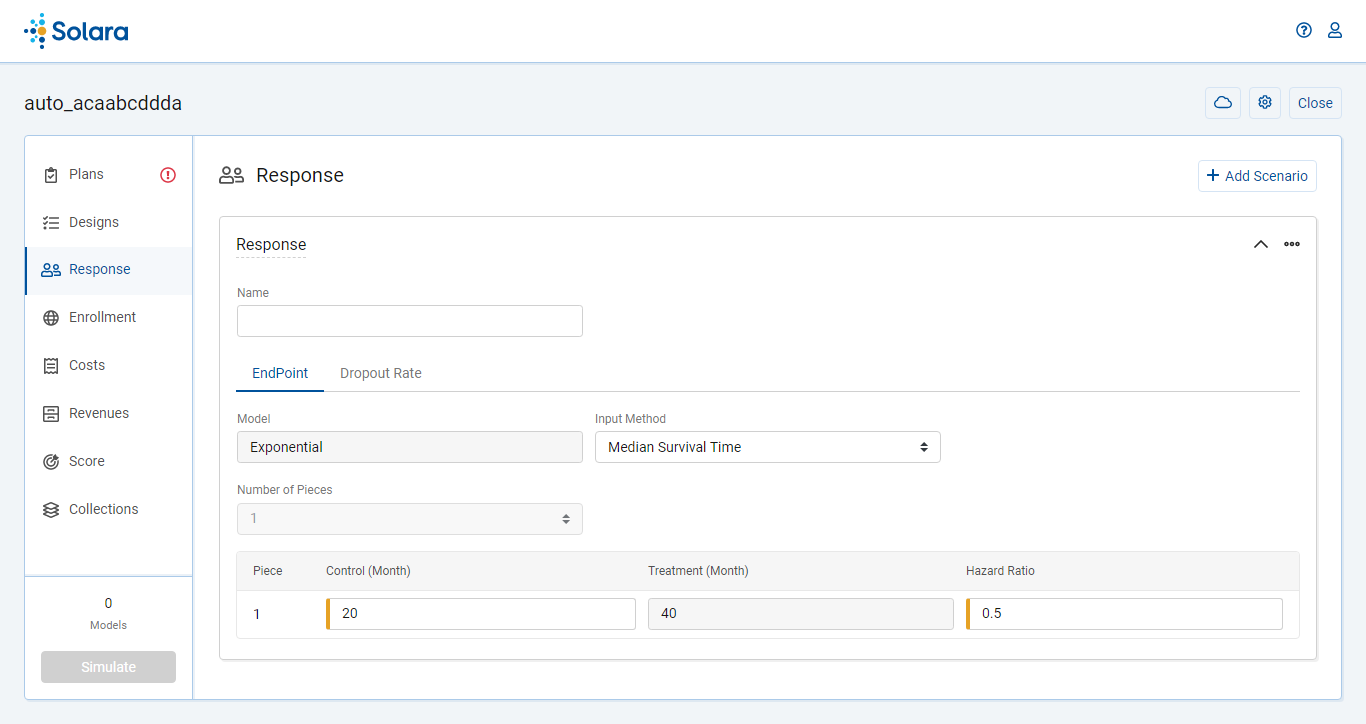 Solara
auto_acaabcddda
Close
Plans
Designs
Response
Enrollment
Costs
Revenues
Score
Collections
0
Models
Simulate
Response
+ Add Scenario
Response
Name
EndPoint Dropout Rate
Model Input Method
Exponential Median Survival Time
Number of Pieces
1
Piece Control (Month) Treatment (Month) Hazard Ratio
1 20 40 0.5